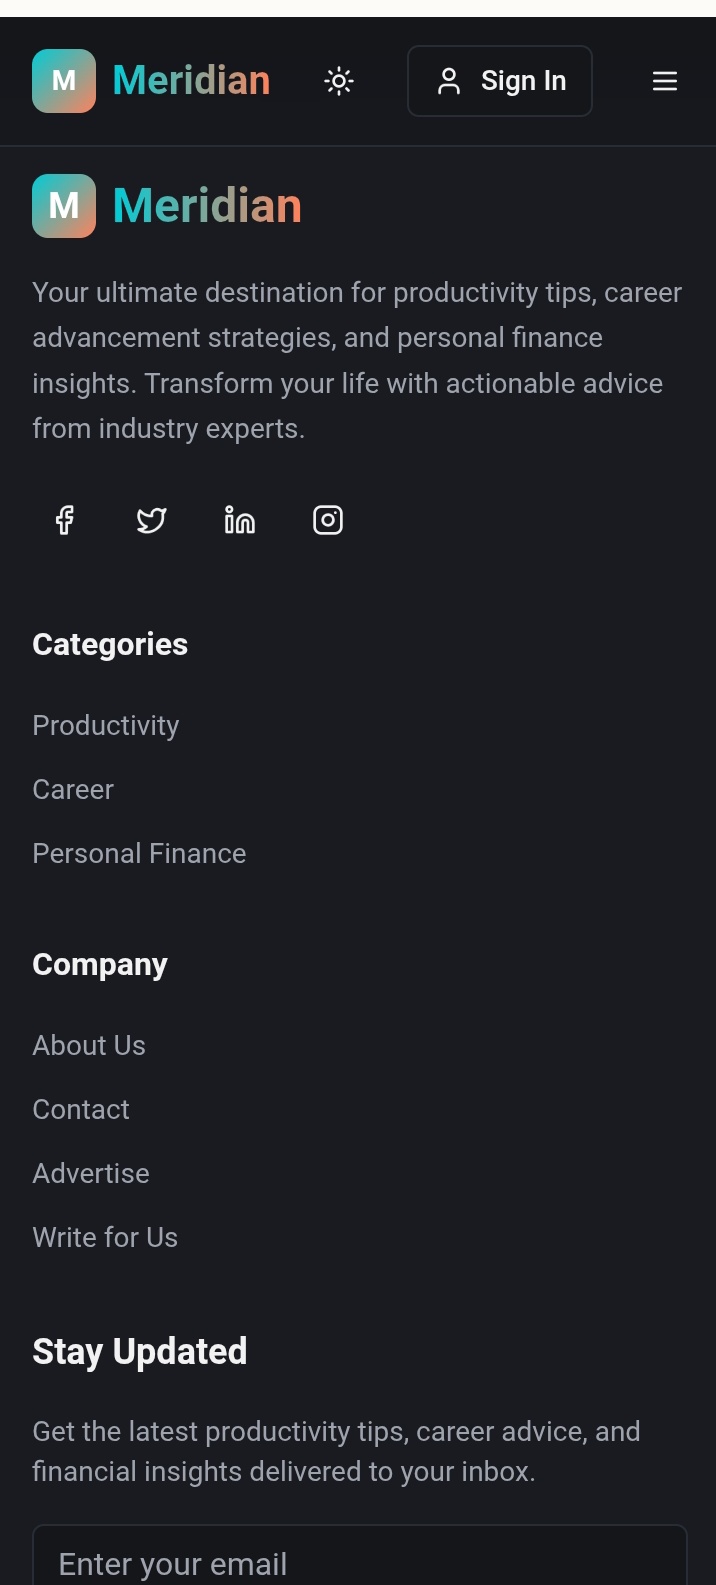 M Meridian Sign In
M Meridian
Your ultimate destination for productivity tips, career
advancement strategies, and personal finance
insights. Transform your life with actionable advice
from industry experts.
Categories
Productivity
Career
Personal Finance
Company
About Us
Contact
Advertise
Write for Us
Stay Updated
Get the latest productivity tips, career advice, and
financial insights delivered to your inbox.
Enter your email